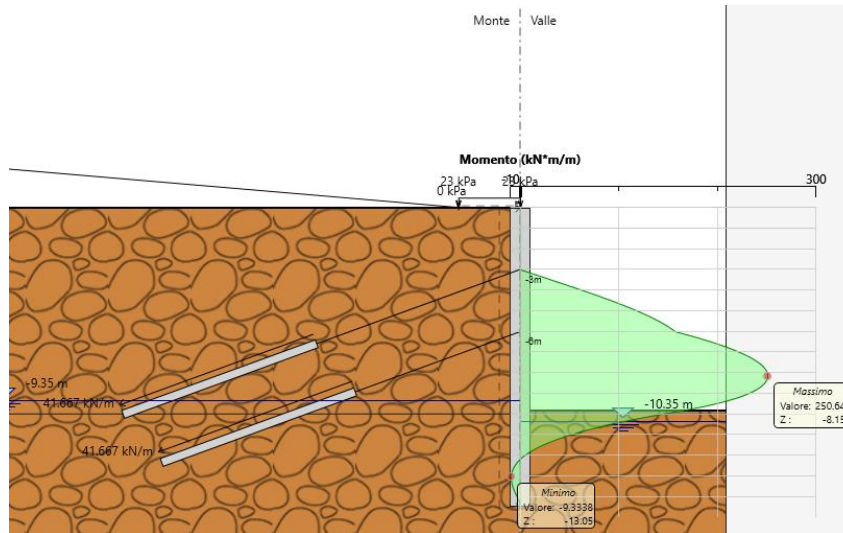 Monte
Valle
Momento (kN*m/m)
300
23 kPa
0 kPa
-3m
-6m
-9.35 m
41.667 kN/m
-10.35 m
Massimo
Valore: 250.64
Z : -8.15
41.667 kN/m
Minimo
Valore: -9.3338
Z : -13.05